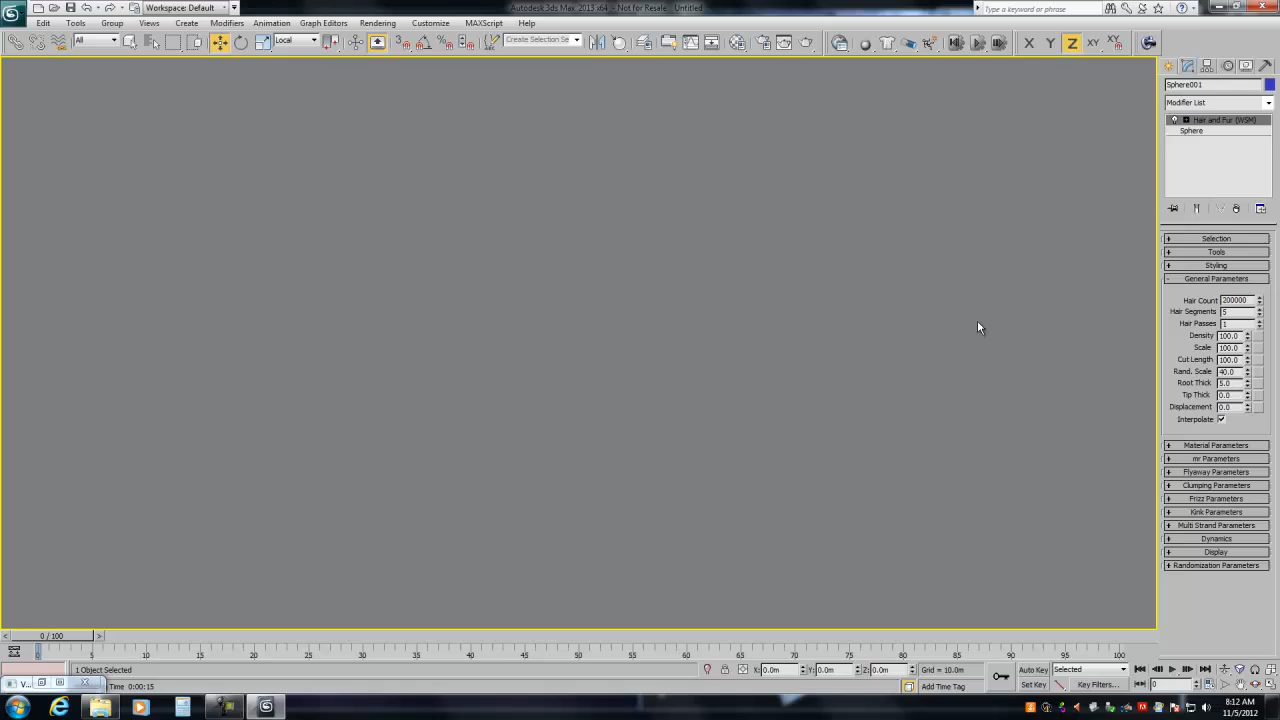 Autodesk 3ds Max 2013 x64 - Not for Resale Untitled
Workspace: Default
Type a keyword or phrase
Edit Tools Group Views Create Modifiers Animation Graph Editors Rendering Customize MAXScript Help
All
Local
Create Selection Se
X Y Z XY XY
Sphere001
Modifier List
Hair and Fur (WSM)
Sphere
Selection
Tools
Styling
General Parameters
Hair Count 200000
Hair Segments 5
Hair Passes 1
Density 100.0
Scale 100.0
Cut Length 100.0
Rand. Scale 40.0
Root Thick 5.0
Tip Thick 0.0
Displacement 0.0
Interpolate
Material Parameters
mr Parameters
Flyaway Parameters
Clumping Parameters
Frizz Parameters
Kink Parameters
Multi Strand Parameters
Dynamics
Display
Randomization Parameters
< 0 / 100 >
0 5 10 15 20 25 30 35 40 45 50 55 60 65 70 75 80 85 90 95 100
1 Object Selected
X: 0.0m Y: 0.0m Z: 0.0m
Grid = 10.0m
Auto Key
Selected
V...
Time 0:00:15
Add Time Tag
Set Key
Key Filters...
0
8:12 AM
11/5/2012